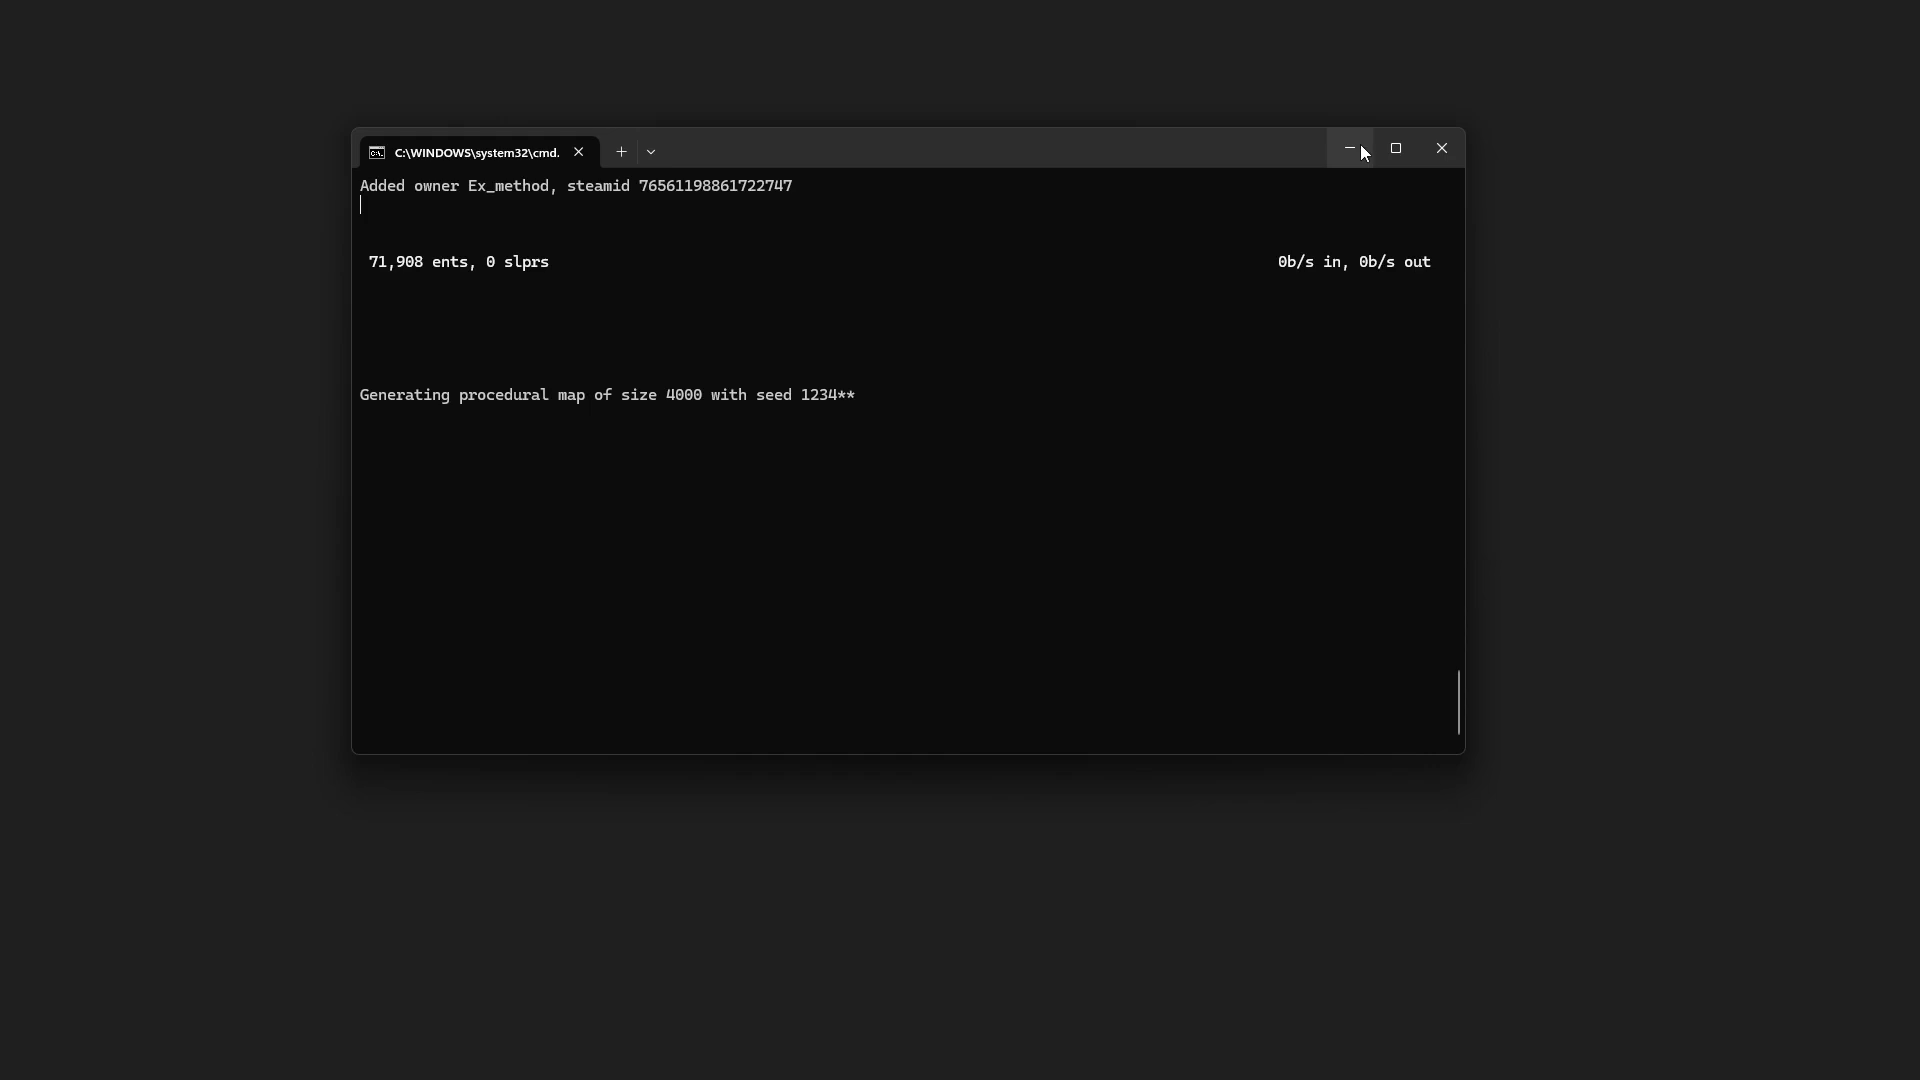 C:\WINDOWS\system32\cmd.
Added owner Ex_method, steamid 76561198861722747
71,908 ents, 0 slprs
0b/s in, 0b/s out
Generating procedural map of size 4000 with seed 1234**